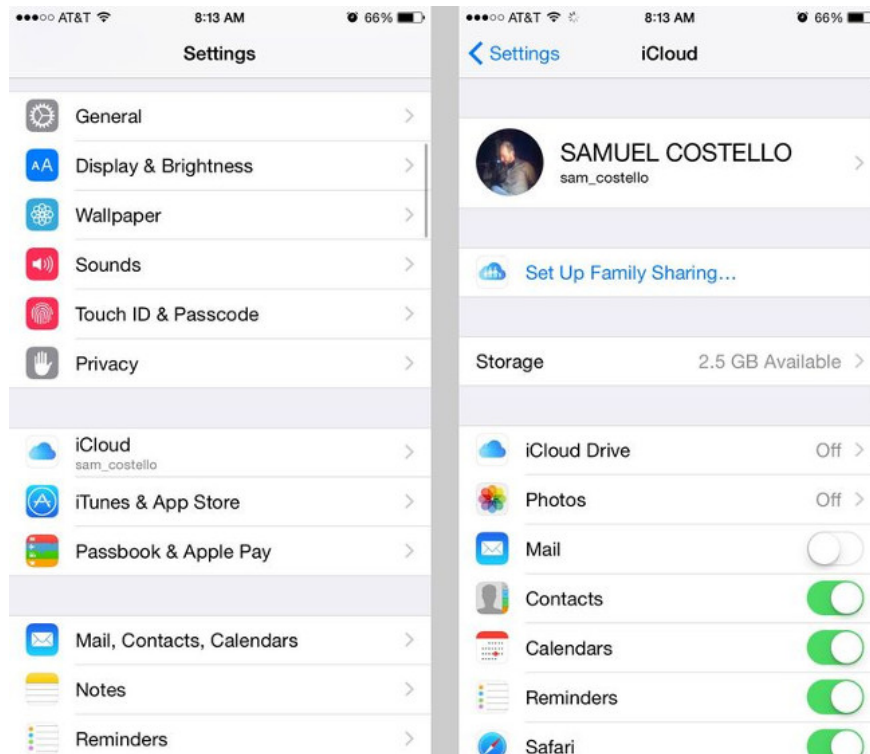 AT&T 8:13 AM 66%
Settings
General
Display & Brightness
Wallpaper
Sounds
Touch ID & Passcode
Privacy
iCloud
sam_costello
iTunes & App Store
Passbook & Apple Pay
Mail, Contacts, Calendars
Notes
Reminders
AT&T 8:13 AM 66%
Settings iCloud
SAMUEL COSTELLO
sam_costello
Set Up Family Sharing...
Storage 2.5 GB Available
iCloud Drive Off
Photos Off
Mail
Contacts
Calendars
Reminders
Safari